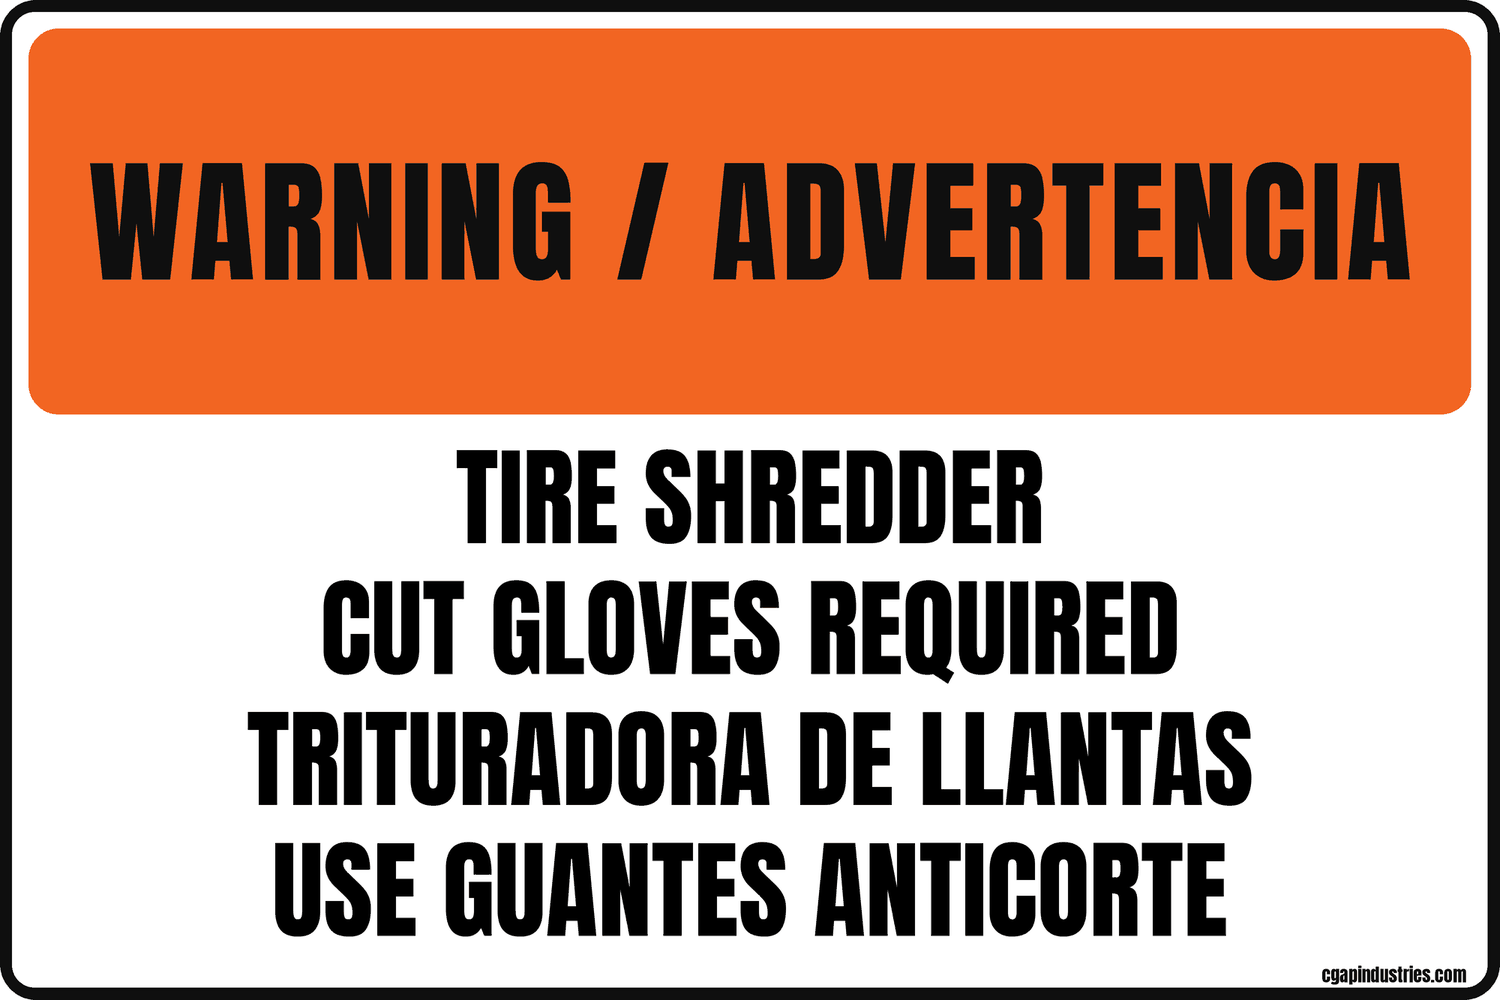 WARNING / ADVERTENCIA
TIRE SHREDDER
CUT GLOVES REQUIRED
TRITURADORA DE LLANTAS
USE GUANTES ANTICORTE
cgapindustries.com